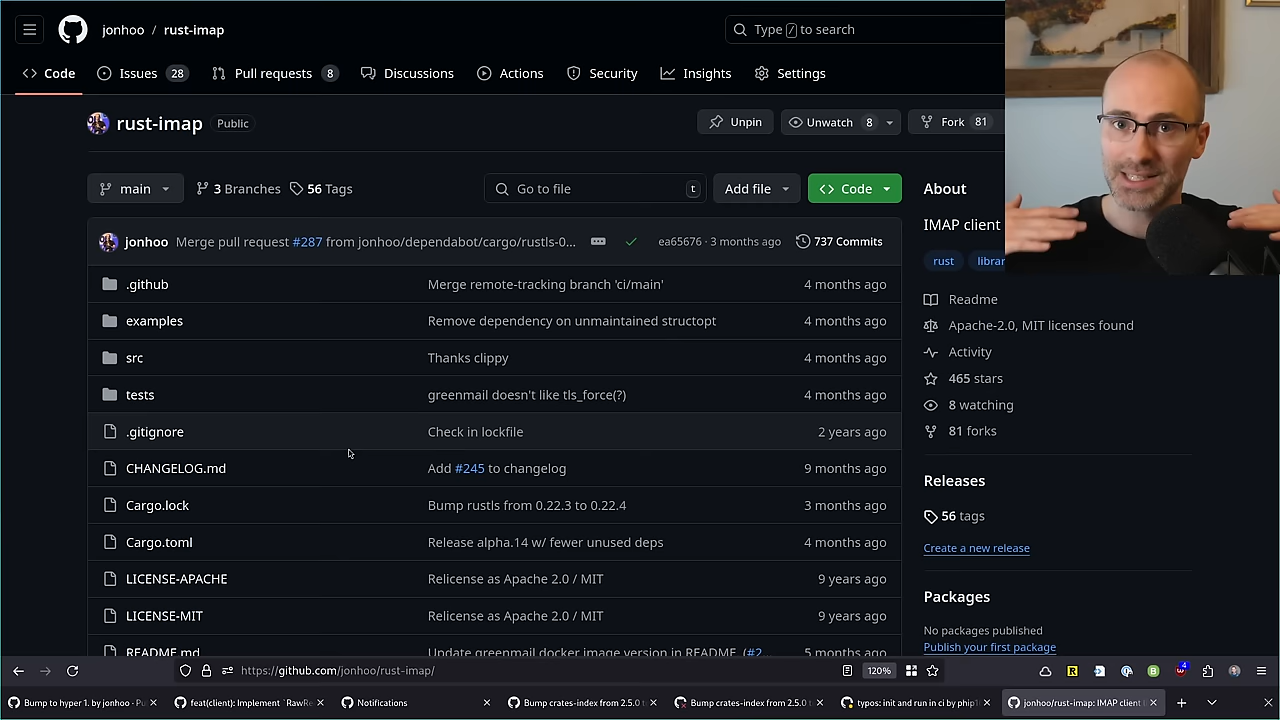 jonhoo / rust-imap
Type / to search
Code
Issues 28
Pull requests 8
Discussions
Actions
Security
Insights
Settings
rust-imap Public
Unpin
Unwatch 8
Fork 81
main
3 Branches
56 Tags
Go to file t
Add file
Code
About
jonhoo Merge pull request #287 from jonhoo/dependabot/cargo/rustls-0... ea65676 · 3 months ago 737 Commits
IMAP client
rust
.github Merge remote-tracking branch 'ci/main' 4 months ago
examples Remove dependency on unmaintained structopt 4 months ago
src Thanks clippy 4 months ago
tests greenmail doesn't like tls_force(?) 4 months ago
.gitignore Check in lockfile 2 years ago
CHANGELOG.md Add #245 to changelog 9 months ago
Cargo.lock Bump rustls from 0.22.3 to 0.22.4 3 months ago
Cargo.toml Release alpha.14 w/ fewer unused deps 4 months ago
LICENSE-APACHE Relicense as Apache 2.0 / MIT 9 years ago
LICENSE-MIT Relicense as Apache 2.0 / MIT 9 years ago
README.md Update greenmail docker image version in README (#2... 5 months ago
Readme
Apache-2.0, MIT licenses found
Activity
465 stars
8 watching
81 forks
Releases
56 tags
Create a new release
Packages
No packages published
Publish your first package
https://github.com/jonhoo/rust-imap/
120%
4
Bump to hyper 1. by jonhoo · Pu
feat(client): Implement `RawRe
Notifications
Bump crates-index from 2.5.0 t
Bump crates-index from 2.5.0 t
typos: init and run in ci by phip1
jonhoo/rust-imap: IMAP client